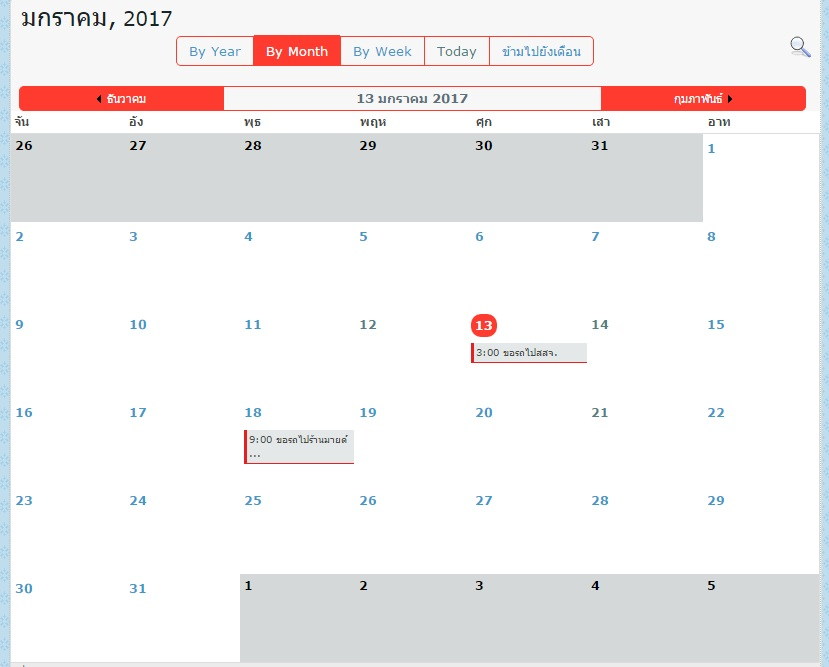 มกราคม, 2017
By Year By Month By Week Today ข้ามไปยังเดือน
ธันวาคม 13 มกราคม 2017 กุมภาพันธ์
จัน อัง พุธ พฤห ศุก เสา อาท
26 27 28 29 30 31 1
2 3 4 5 6 7 8
9 10 11 12 13 14 15
3:00 ขอรถไปสสจ.
16 17 18 19 20 21 22
9:00 ขอรถไปร้านมายด์
...
23 24 25 26 27 28 29
30 31 1 2 3 4 5